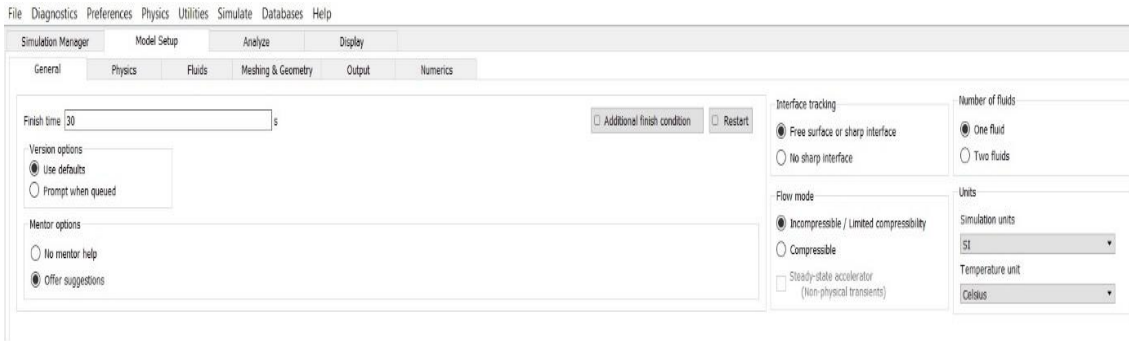 File Diagnostics Preferences Physics Utilities Simulate Databases Help
Simulation Manager Model Setup Analyze Display
General Physics Fluids Meshing & Geometry Output Numerics
Finish time 30 s
Additional finish condition Restart
Version options
Use defaults
Prompt when queued
Mentor options
No mentor help
Offer suggestions
Interface tracking
Free surface or sharp interface
No sharp interface
Flow mode
Incompressible / Limited compressibility
Compressible
Steady-state accelerator
(Non-physical transients)
Number of fluids
One fluid
Two fluids
Units
Simulation units
SI
Temperature unit
Celsius